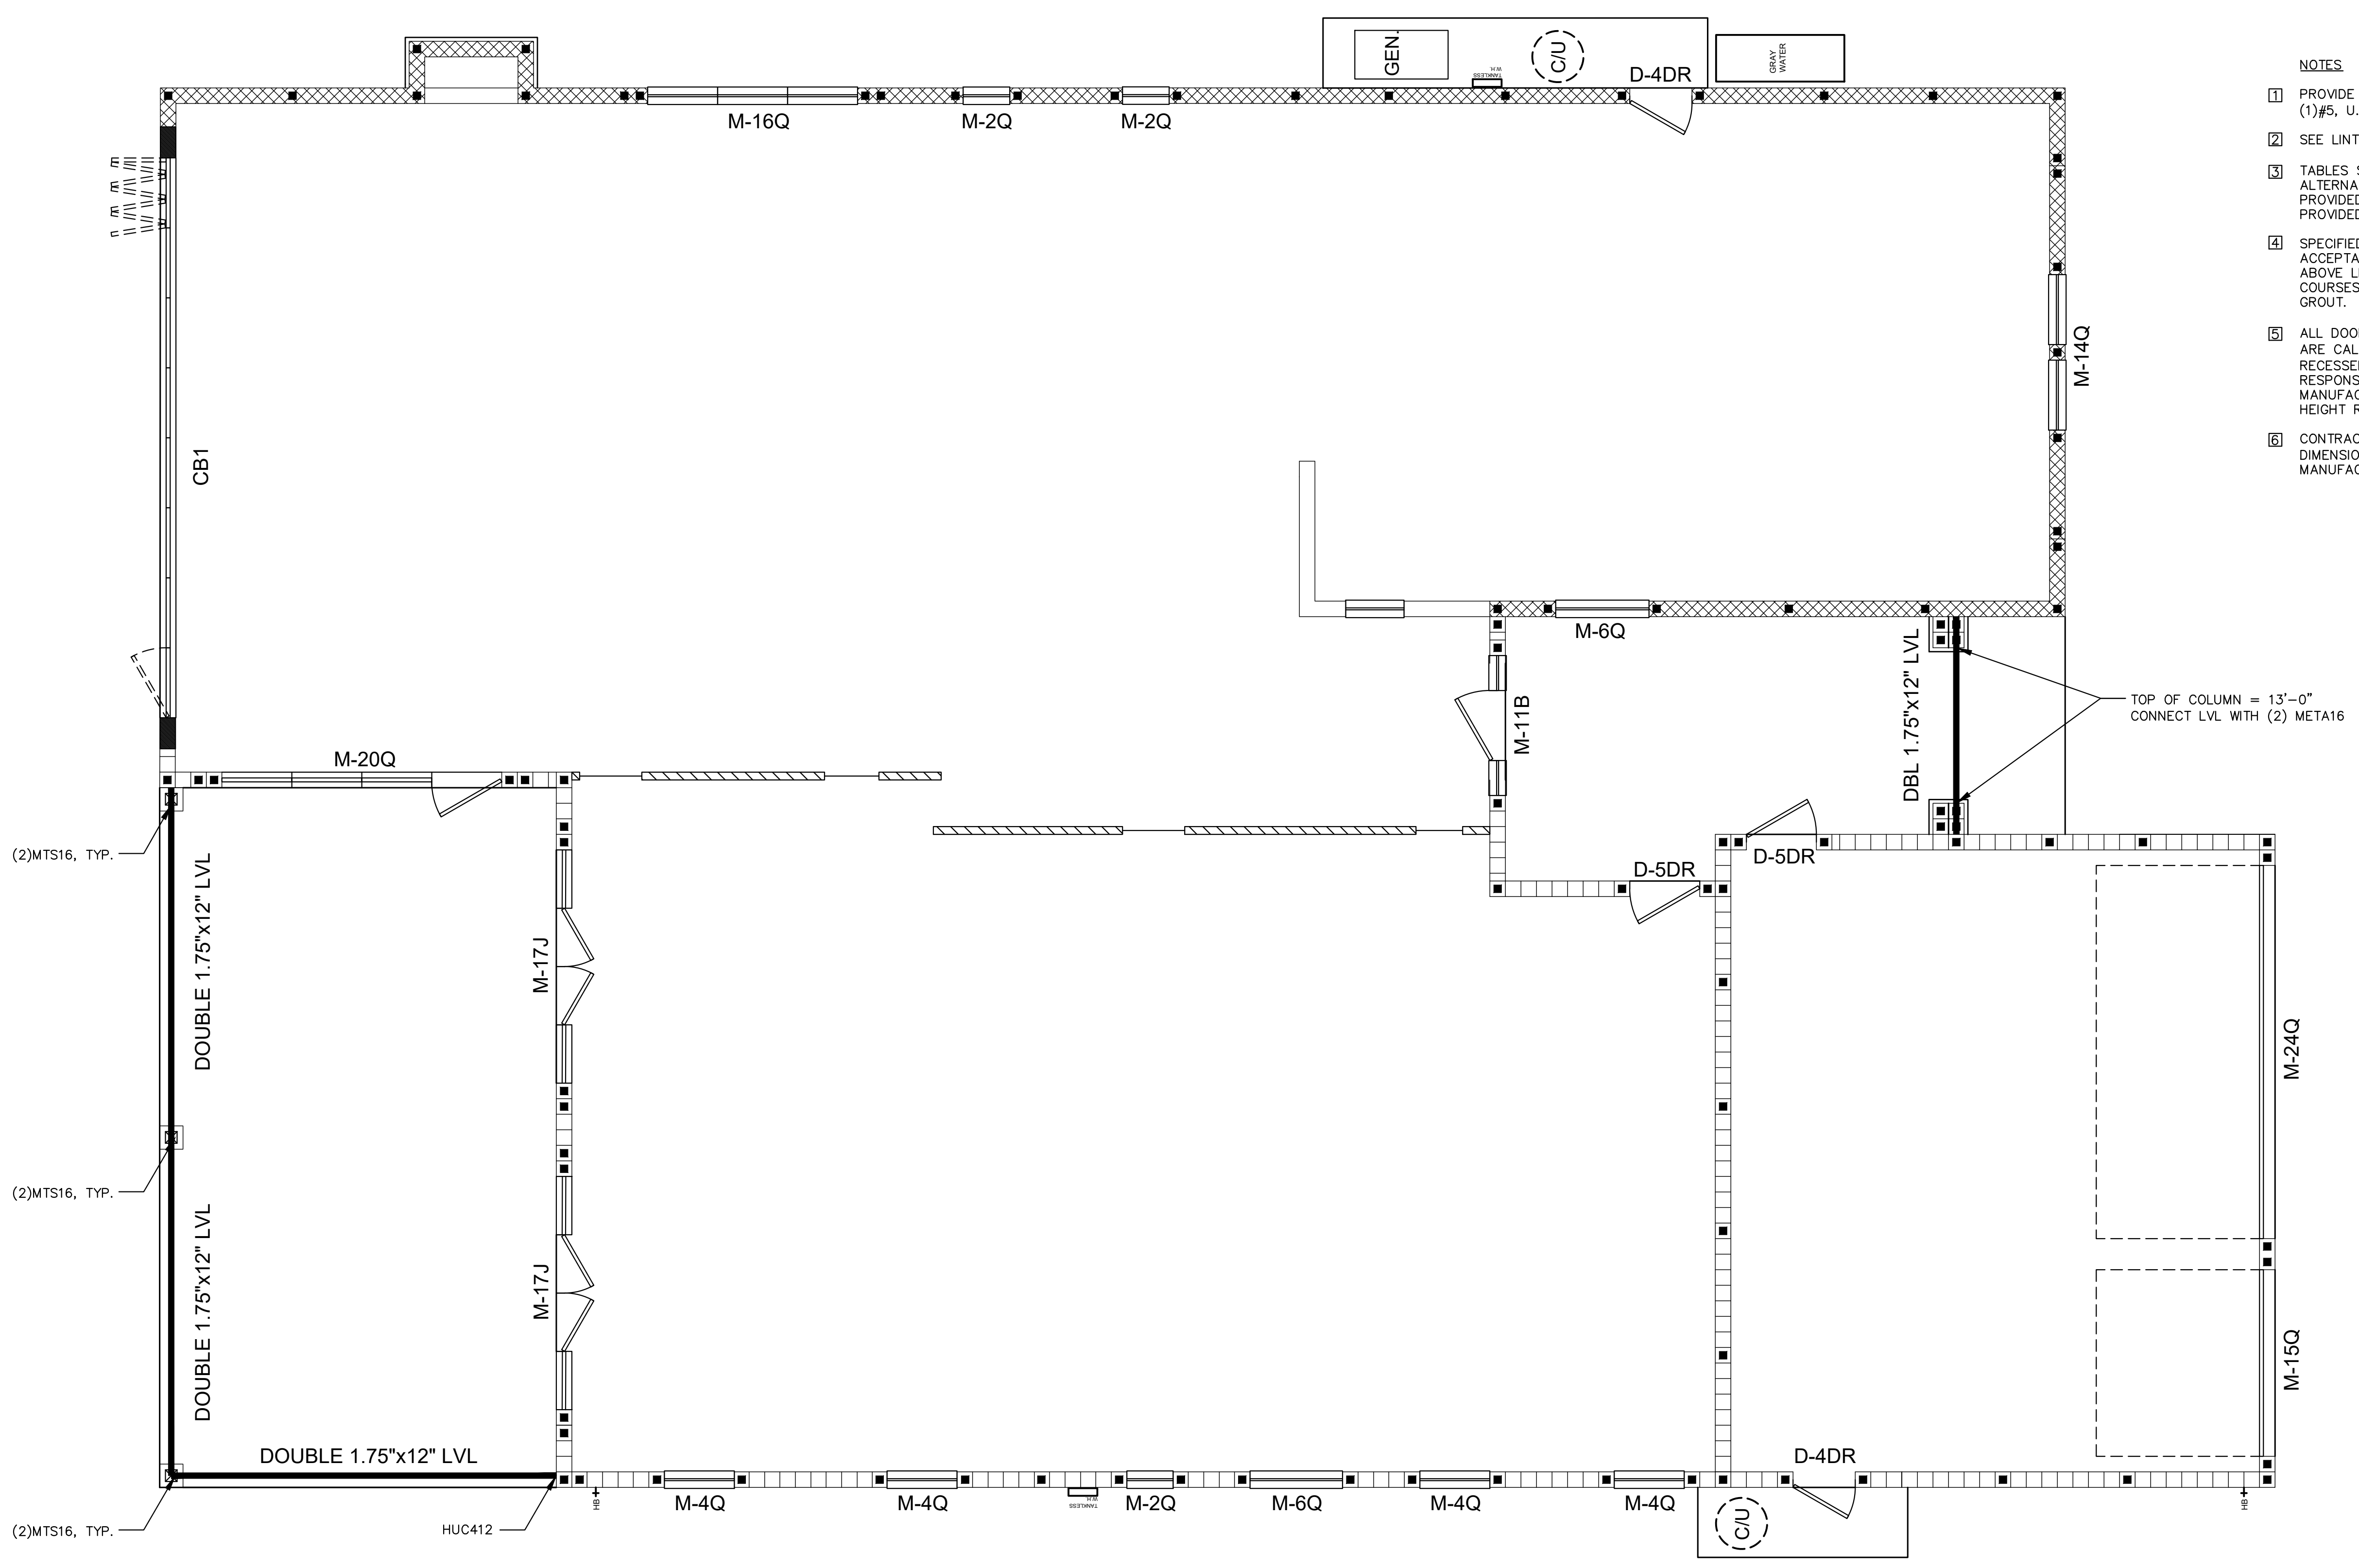 GEN.
TANKLESS
W.H.
C/U
D-4DR
GRAY
WATER
M-16Q
M-2Q
M-2Q
NOTES
1 PROVIDE
(1)#5, U.
2 SEE LINT
3 TABLES S
ALTERNA
PROVIDED
PROVIDED
4 SPECIFIED
ACCEPTA
ABOVE L
COURSES
GROUT.
5 ALL DOO
ARE CAL
RECESSE
RESPONS
MANUFAC
HEIGHT R
6 CONTRAC
DIMENSIO
MANUFAC
M-14Q
CB1
M-6Q
M-11B
DBL 1.75"x12" LVL
TOP OF COLUMN = 13'-0"
CONNECT LVL WITH (2) META16
M-20Q
(2)MTS16, TYP.
DOUBLE 1.75"x12" LVL
M-17J
D-5DR
D-5DR
M-24Q
(2)MTS16, TYP.
DOUBLE 1.75"x12" LVL
M-17J
M-15Q
DOUBLE 1.75"x12" LVL
D-4DR
(2)MTS16, TYP.
HUC412
HB
M-4Q
M-4Q
TANKLESS
W.H.
M-2Q
M-6Q
M-4Q
M-4Q
C/U
HB